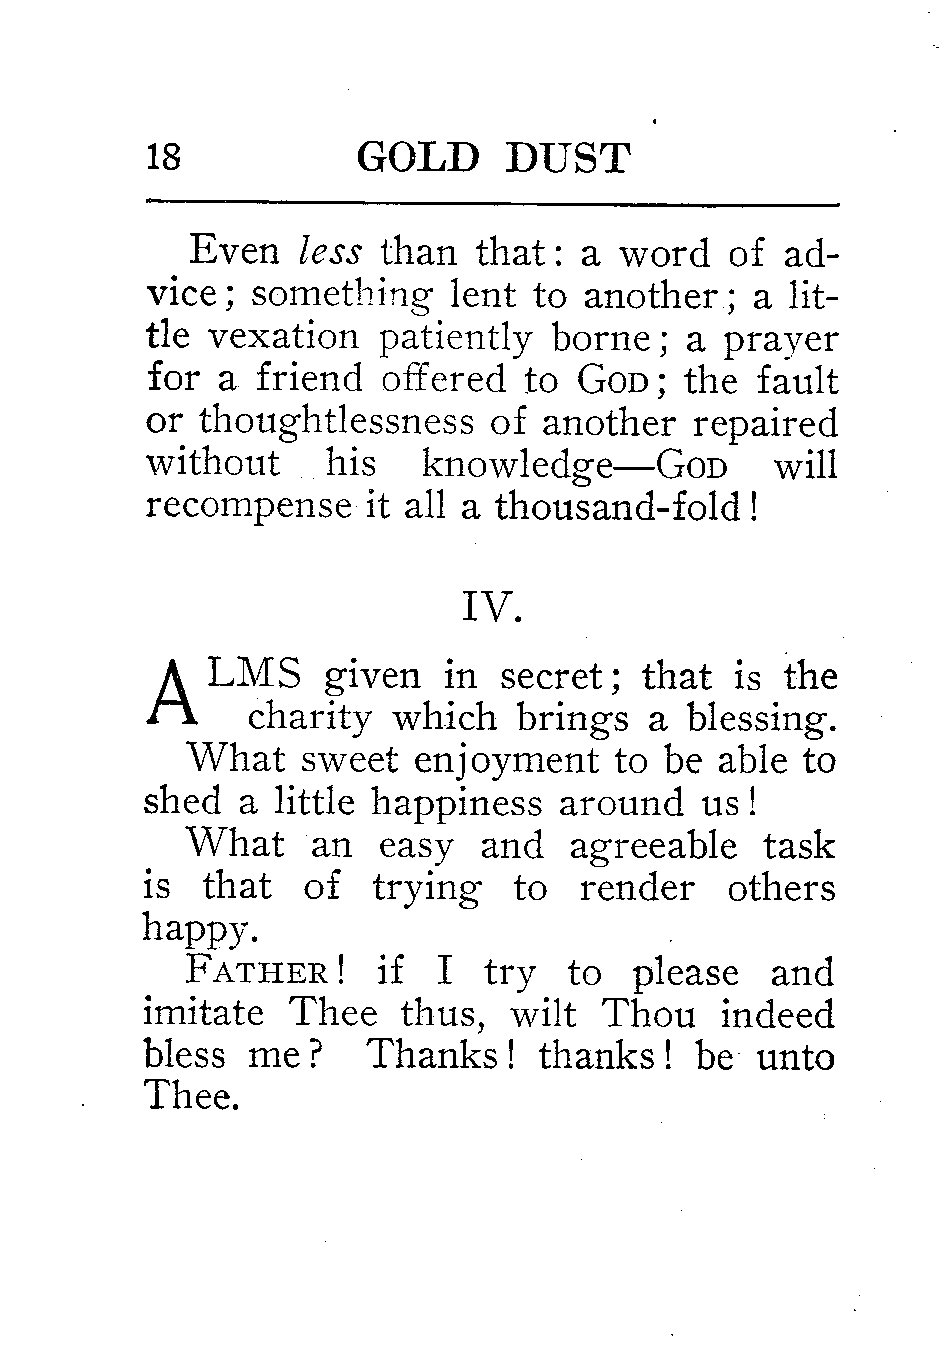 18 GOLD DUST
Even less than that: a word of ad-
vice; something lent to another; a lit-
tle vexation patiently borne; a prayer
for a friend offered to GOD; the fault
or thoughtlessness of another repaired
without his knowledge—GOD will
recompense it all a thousand-fold!
IV.
ALMS given in secret; that is the
charity which brings a blessing.
What sweet enjoyment to be able to
shed a little happiness around us!
What an easy and agreeable task
is that of trying to render others
happy.
FATHER! if I try to please and
imitate Thee thus, wilt Thou indeed
bless me? Thanks! thanks! be unto
Thee.